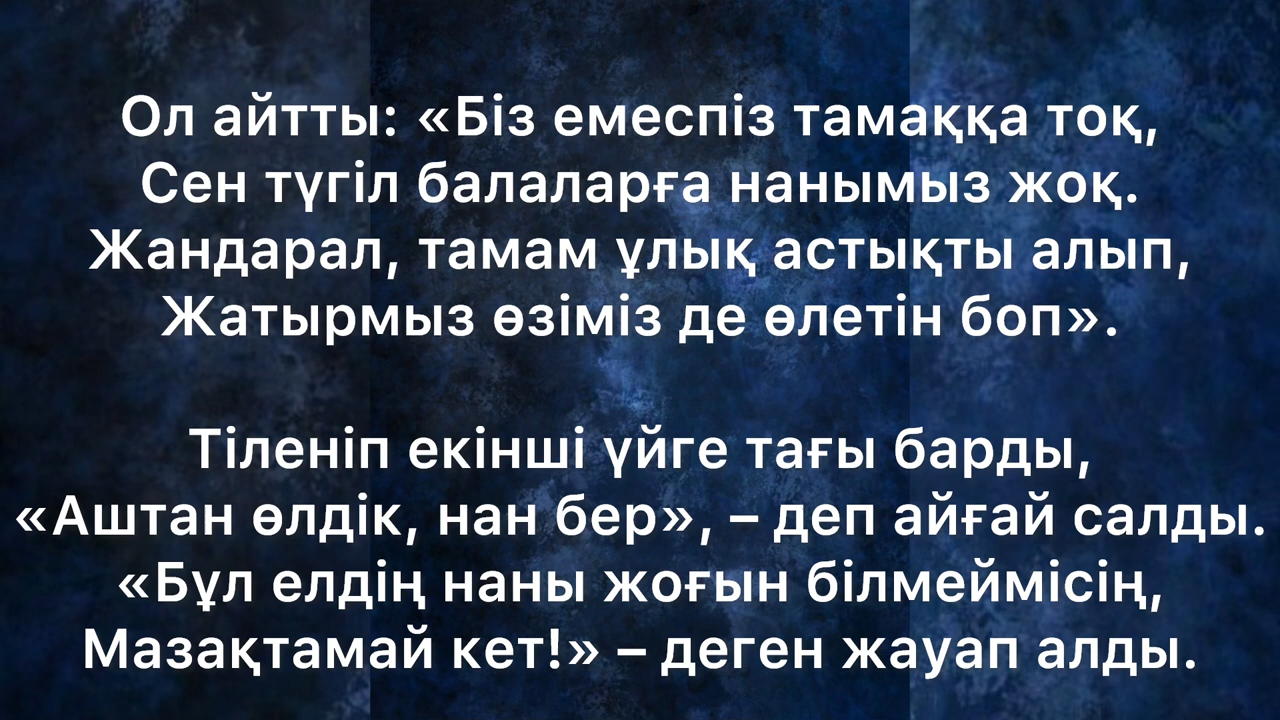 Ол айтты: «Біз емеспіз тамаққа тоқ,
Сен түгіл балаларға нанымыз жоқ.
Жандарал, тамам ұлық астықты алып,
Жатырмыз өзіміз де өлетін боп».
Тіленіп екінші үйге тағы барды,
«Аштан өлдік, нан бер», – деп айғай салды.
«Бұл елдің наны жоғын білмеймісің,
Мазақтамай кет!» – деген жауап алды.